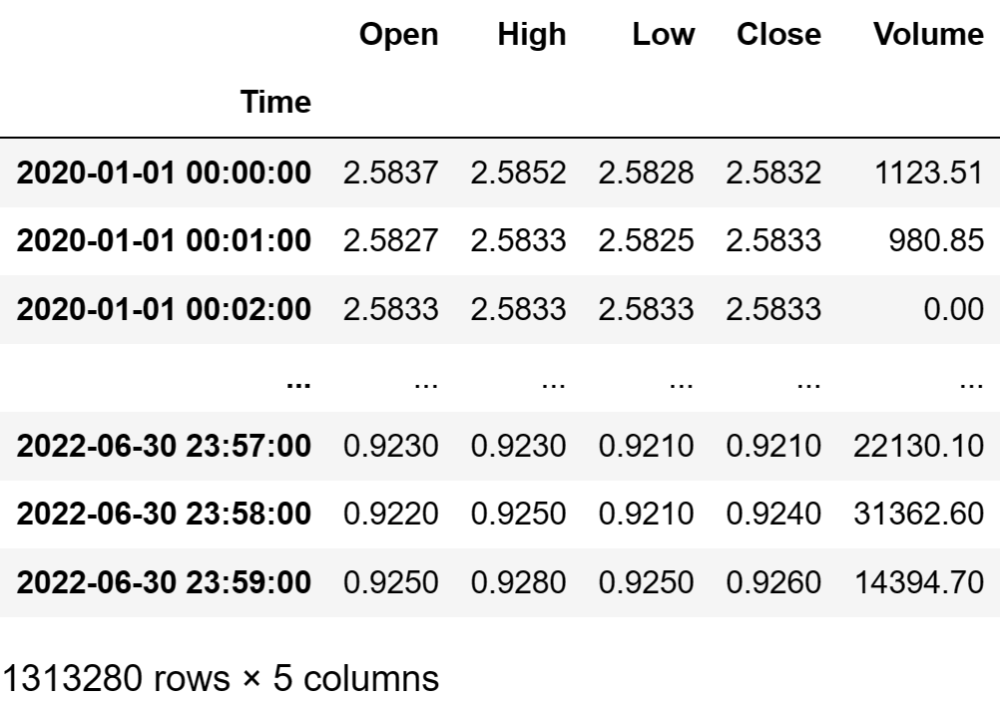 Open High Low Close Volume
Time
2020-01-01 00:00:00 2.5837 2.5852 2.5828 2.5832 1123.51
2020-01-01 00:01:00 2.5827 2.5833 2.5825 2.5833 980.85
2020-01-01 00:02:00 2.5833 2.5833 2.5833 2.5833 0.00
... ... ... ... ... ...
2022-06-30 23:57:00 0.9230 0.9230 0.9210 0.9210 22130.10
2022-06-30 23:58:00 0.9220 0.9250 0.9210 0.9240 31362.60
2022-06-30 23:59:00 0.9250 0.9280 0.9250 0.9260 14394.70
1313280 rows × 5 columns